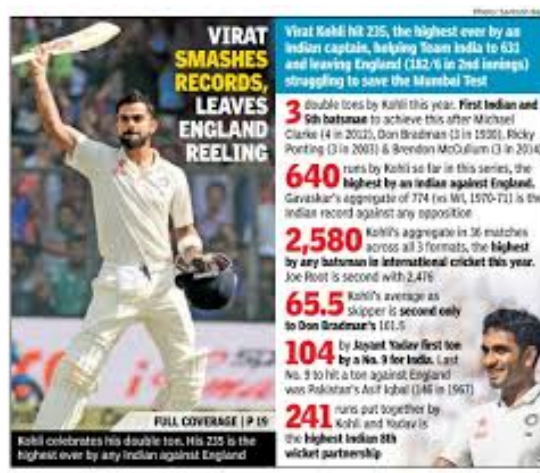 VIRAT
SMASHES
RECORDS,
LEAVES
ENGLAND
REELING
FULL COVERAGE | P 19
Kohli celebrates his double ton. His 235 is the
highest ever by any Indian against England
Virat Kohli hit 235, the highest ever by an
Indian captain, helping Team India to 631
and leaving England (182/6 in 2nd innings)
struggling to save the Mumbai Test
3 double tons by Kohli this year. First Indian and
5th batsman to achieve this after Michael
Clarke (4 in 2012), Don Bradman (3 in 1930), Ricky
Ponting (3 in 2003) & Brendon McCullum (3 in 2014)
640 runs by Kohli so far in this series, the
highest by an Indian against England.
Gavaskar's aggregate of 774 (vs WI, 1970-71) is the
Indian record against any opposition
2,580 Kohli's aggregate in 36 matches
across all 3 formats, the highest
by any batsman in international cricket this year.
Joe Root is second with 2,476
65.5 Kohli's average as
skipper is second only
to Don Bradman's 101.5
104 by Jayant Yadav first ton
by a No. 9 for India. Last
No. 9 to hit a ton against England
was Pakistan's Asif Iqbal (146 in 1967)
241 runs put together by
Kohli and Yadav is
the highest Indian 8th
wicket partnership